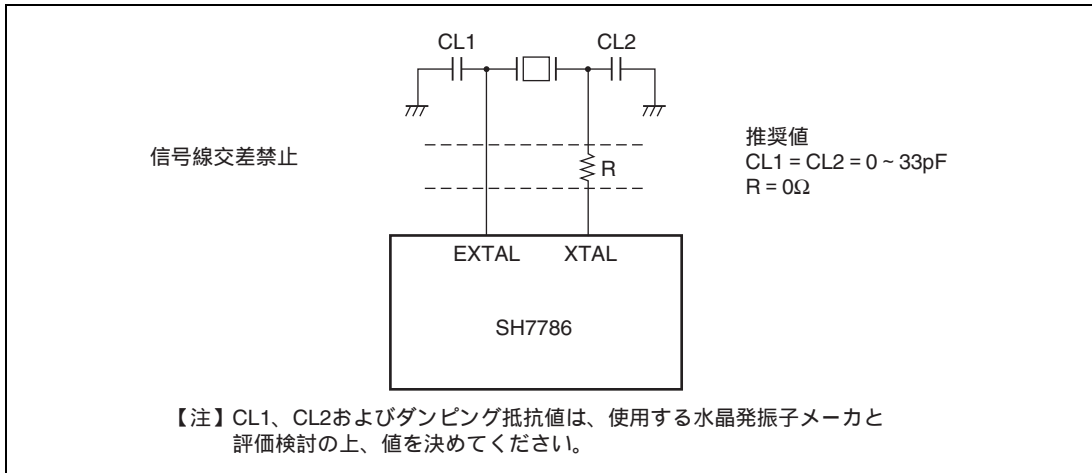 CL1
CL2
信号線交差禁止
R
推奨値
CL1 = CL2 = 0 ~ 33pF
R = 0Ω
EXTAL
XTAL
SH7786
【注】CL1、CL2およびダンピング抵抗値は、使用する水晶発振子メーカと
評価検討の上、値を決めてください。